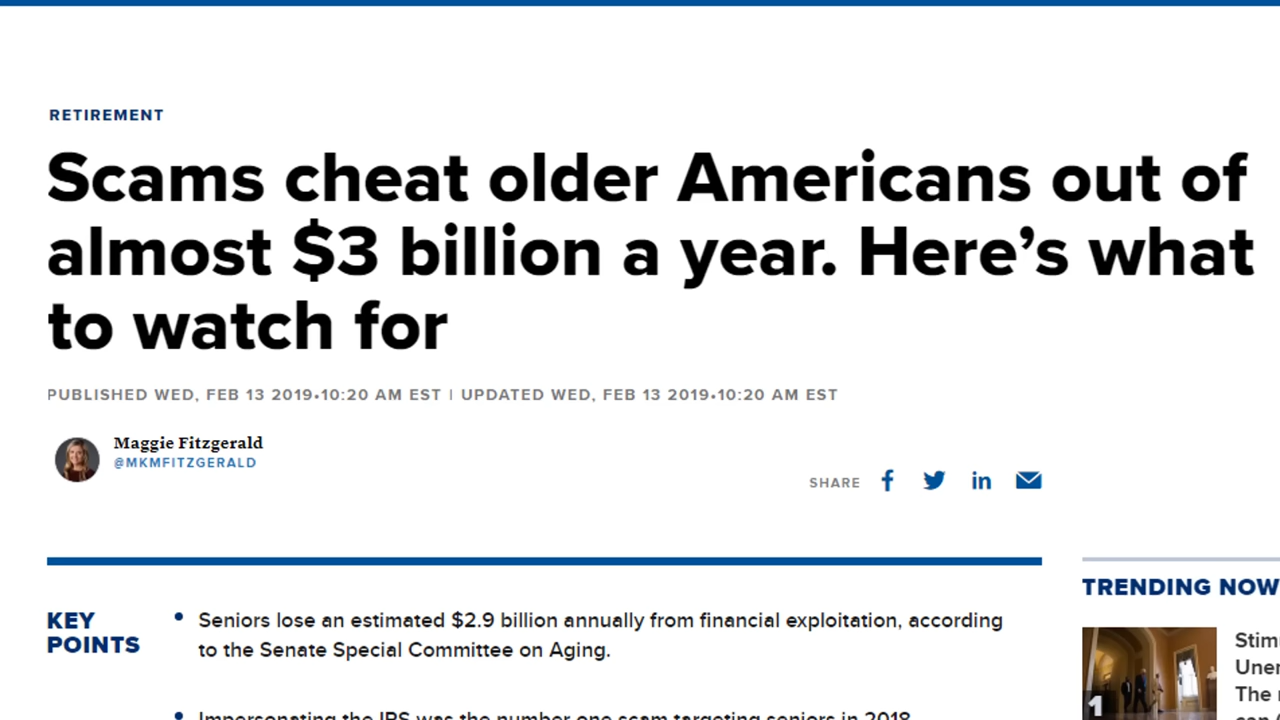 RETIREMENT
Scams cheat older Americans out of
almost $3 billion a year. Here’s what
to watch for
PUBLISHED WED, FEB 13 2019•10:20 AM EST | UPDATED WED, FEB 13 2019•10:20 AM EST
Maggie Fitzgerald
@MKMFITZGERALD
SHARE
KEY
POINTS
• Seniors lose an estimated $2.9 billion annually from financial exploitation, according
to the Senate Special Committee on Aging.
• Impersonating the IRS was the number one scam targeting seniors in 2018
TRENDING NOW
1
The